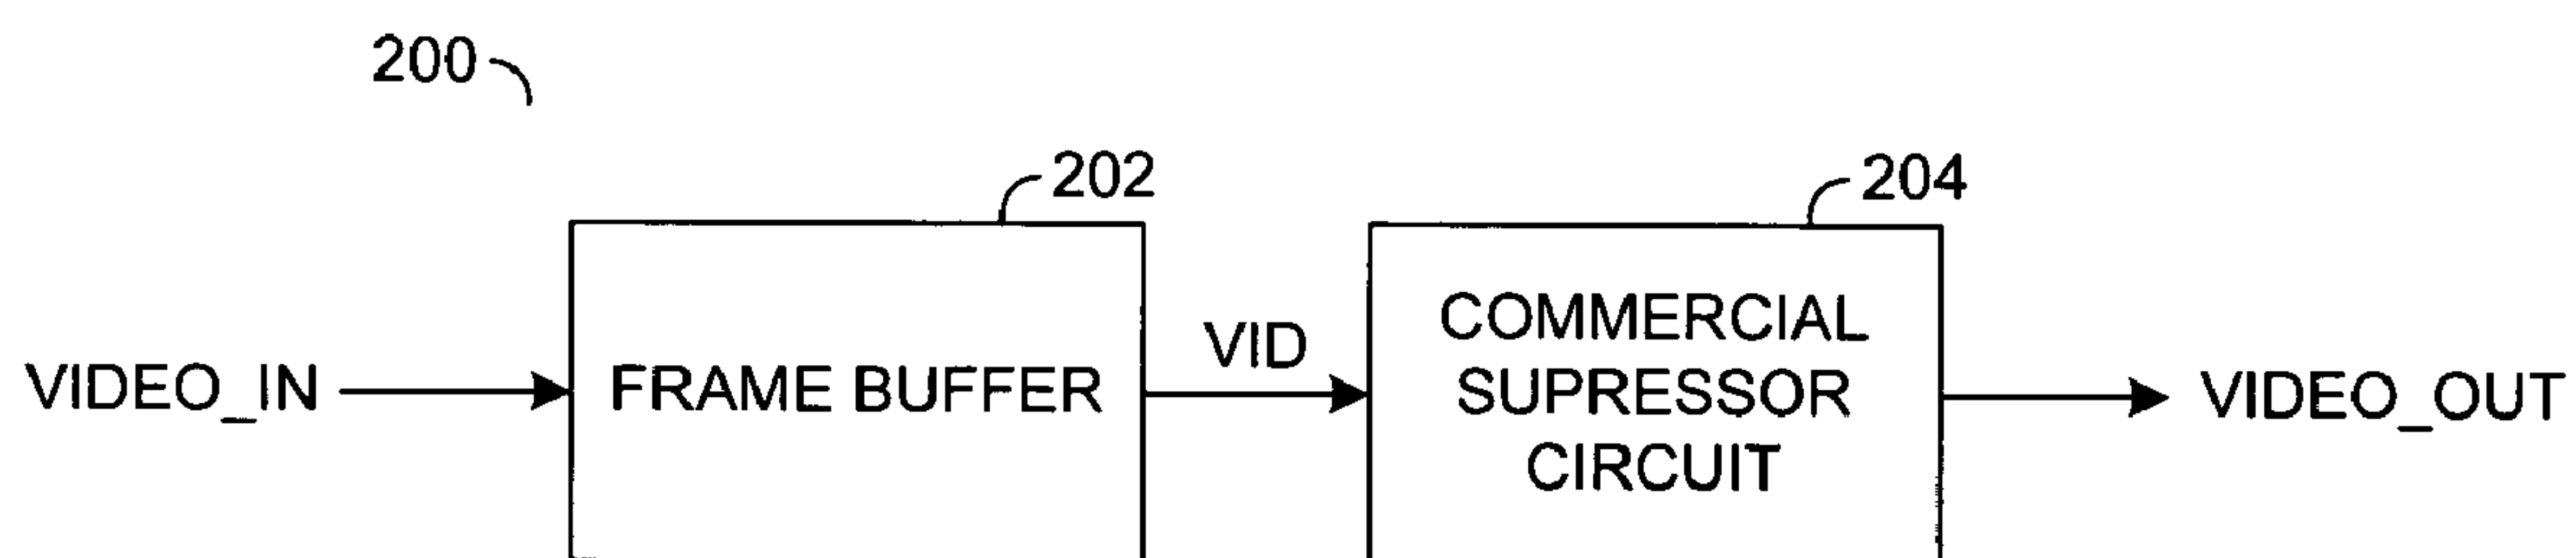 200
202
204
VIDEO_IN
FRAME BUFFER
VID
COMMERCIAL
SUPRESSOR
CIRCUIT
VIDEO_OUT